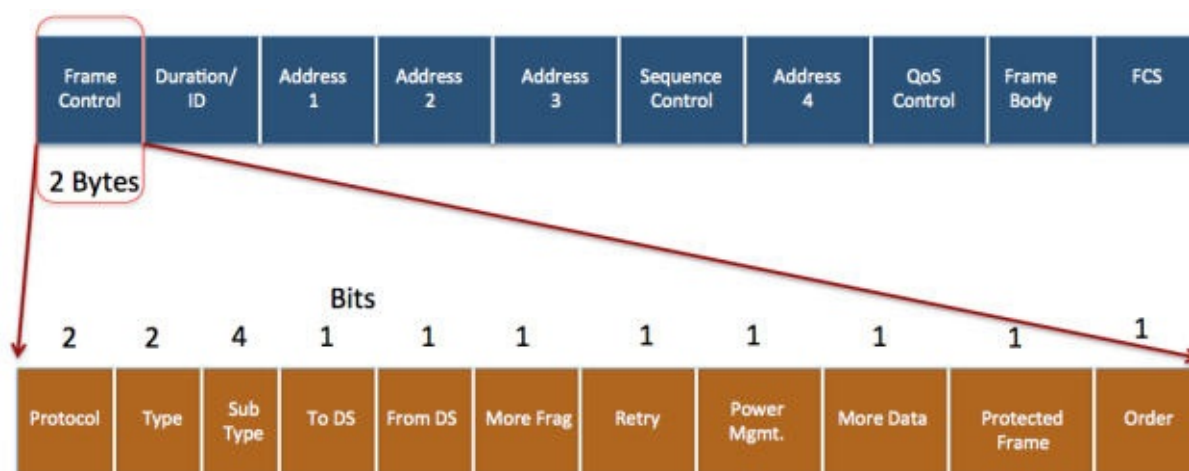 Frame Duration/ Address Address Address Sequence Address QoS Frame FCS
Control ID 1 2 3 Control 4 Control Body
2 Bytes
Bits
2 2 4 1 1 1 1 1 1 1 1
Protocol Type Sub Type To DS From DS More Frag Retry Power Mgmt. More Data Protected Frame Order